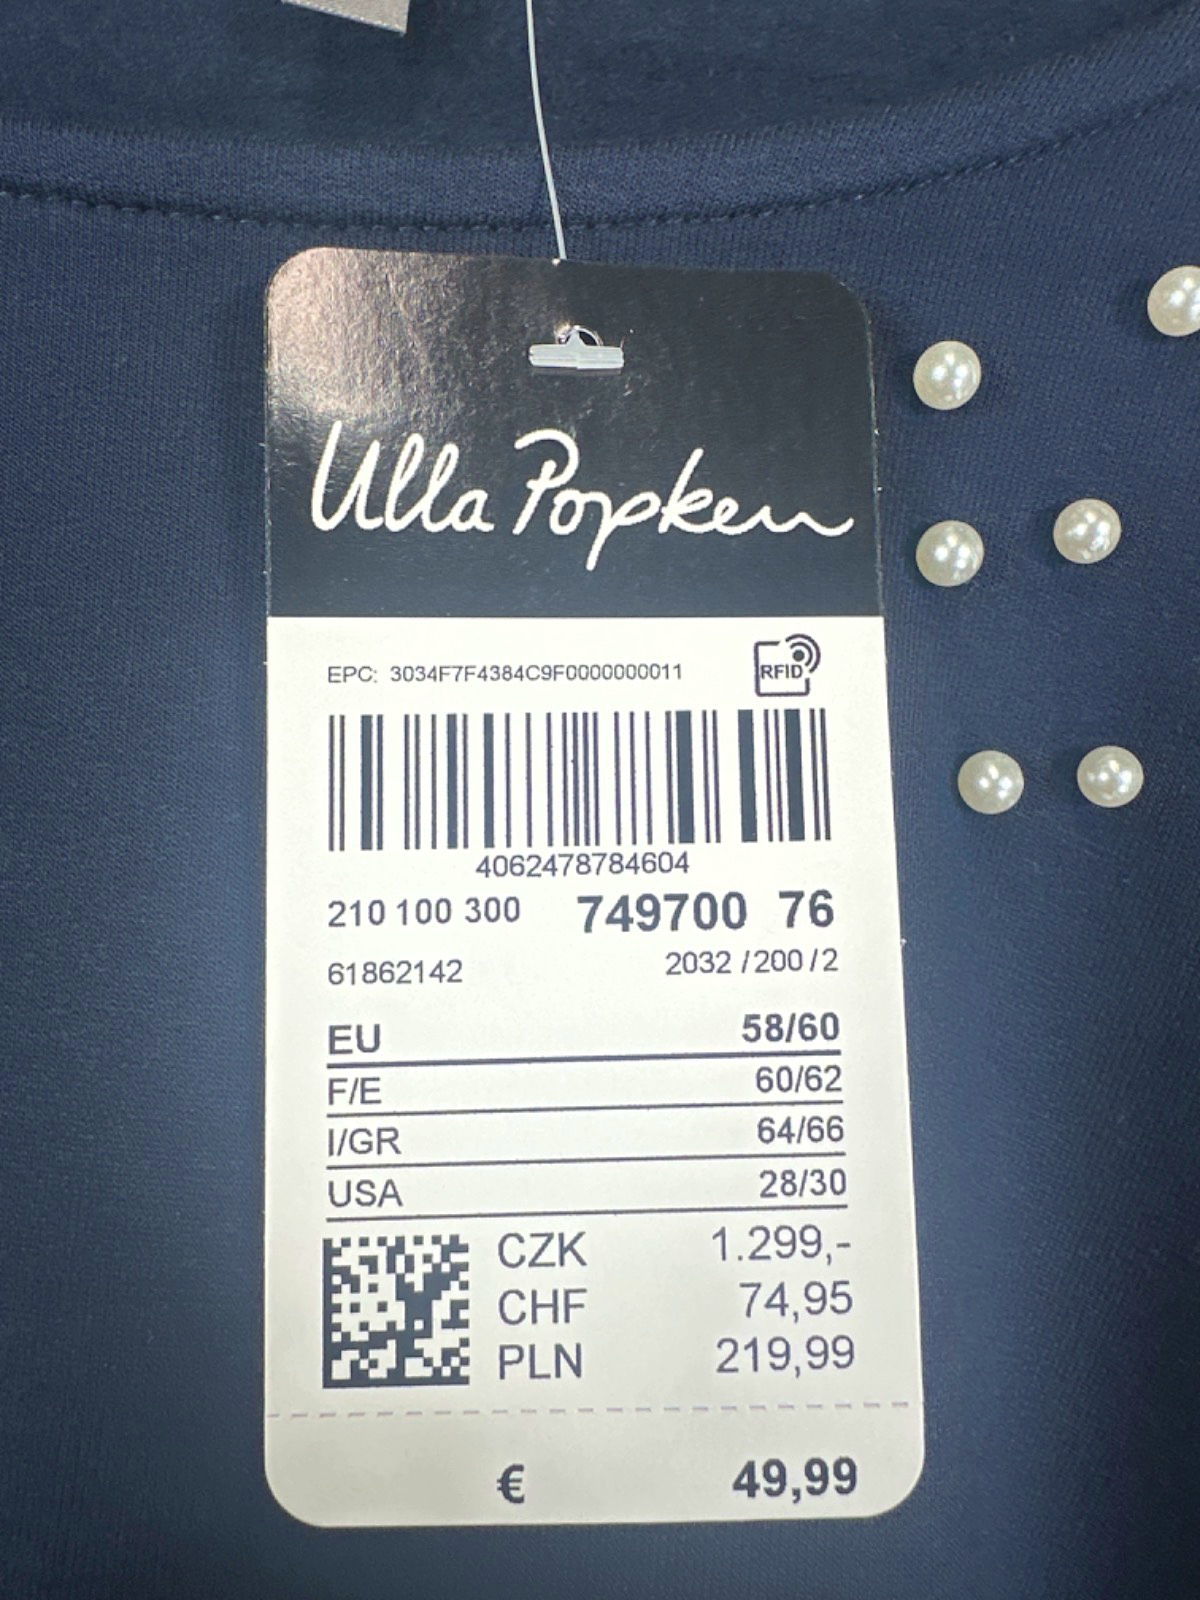 Ulla Popken
EPC: 3034F7F4384C9F0000000011
RFID
4062478784604
210 100 300 749700 76
61862142 2032 /200 /2
EU 58/60
F/E 60/62
I/GR 64/66
USA 28/30
CZK 1.299,-
CHF 74,95
PLN 219,99
€ 49,99